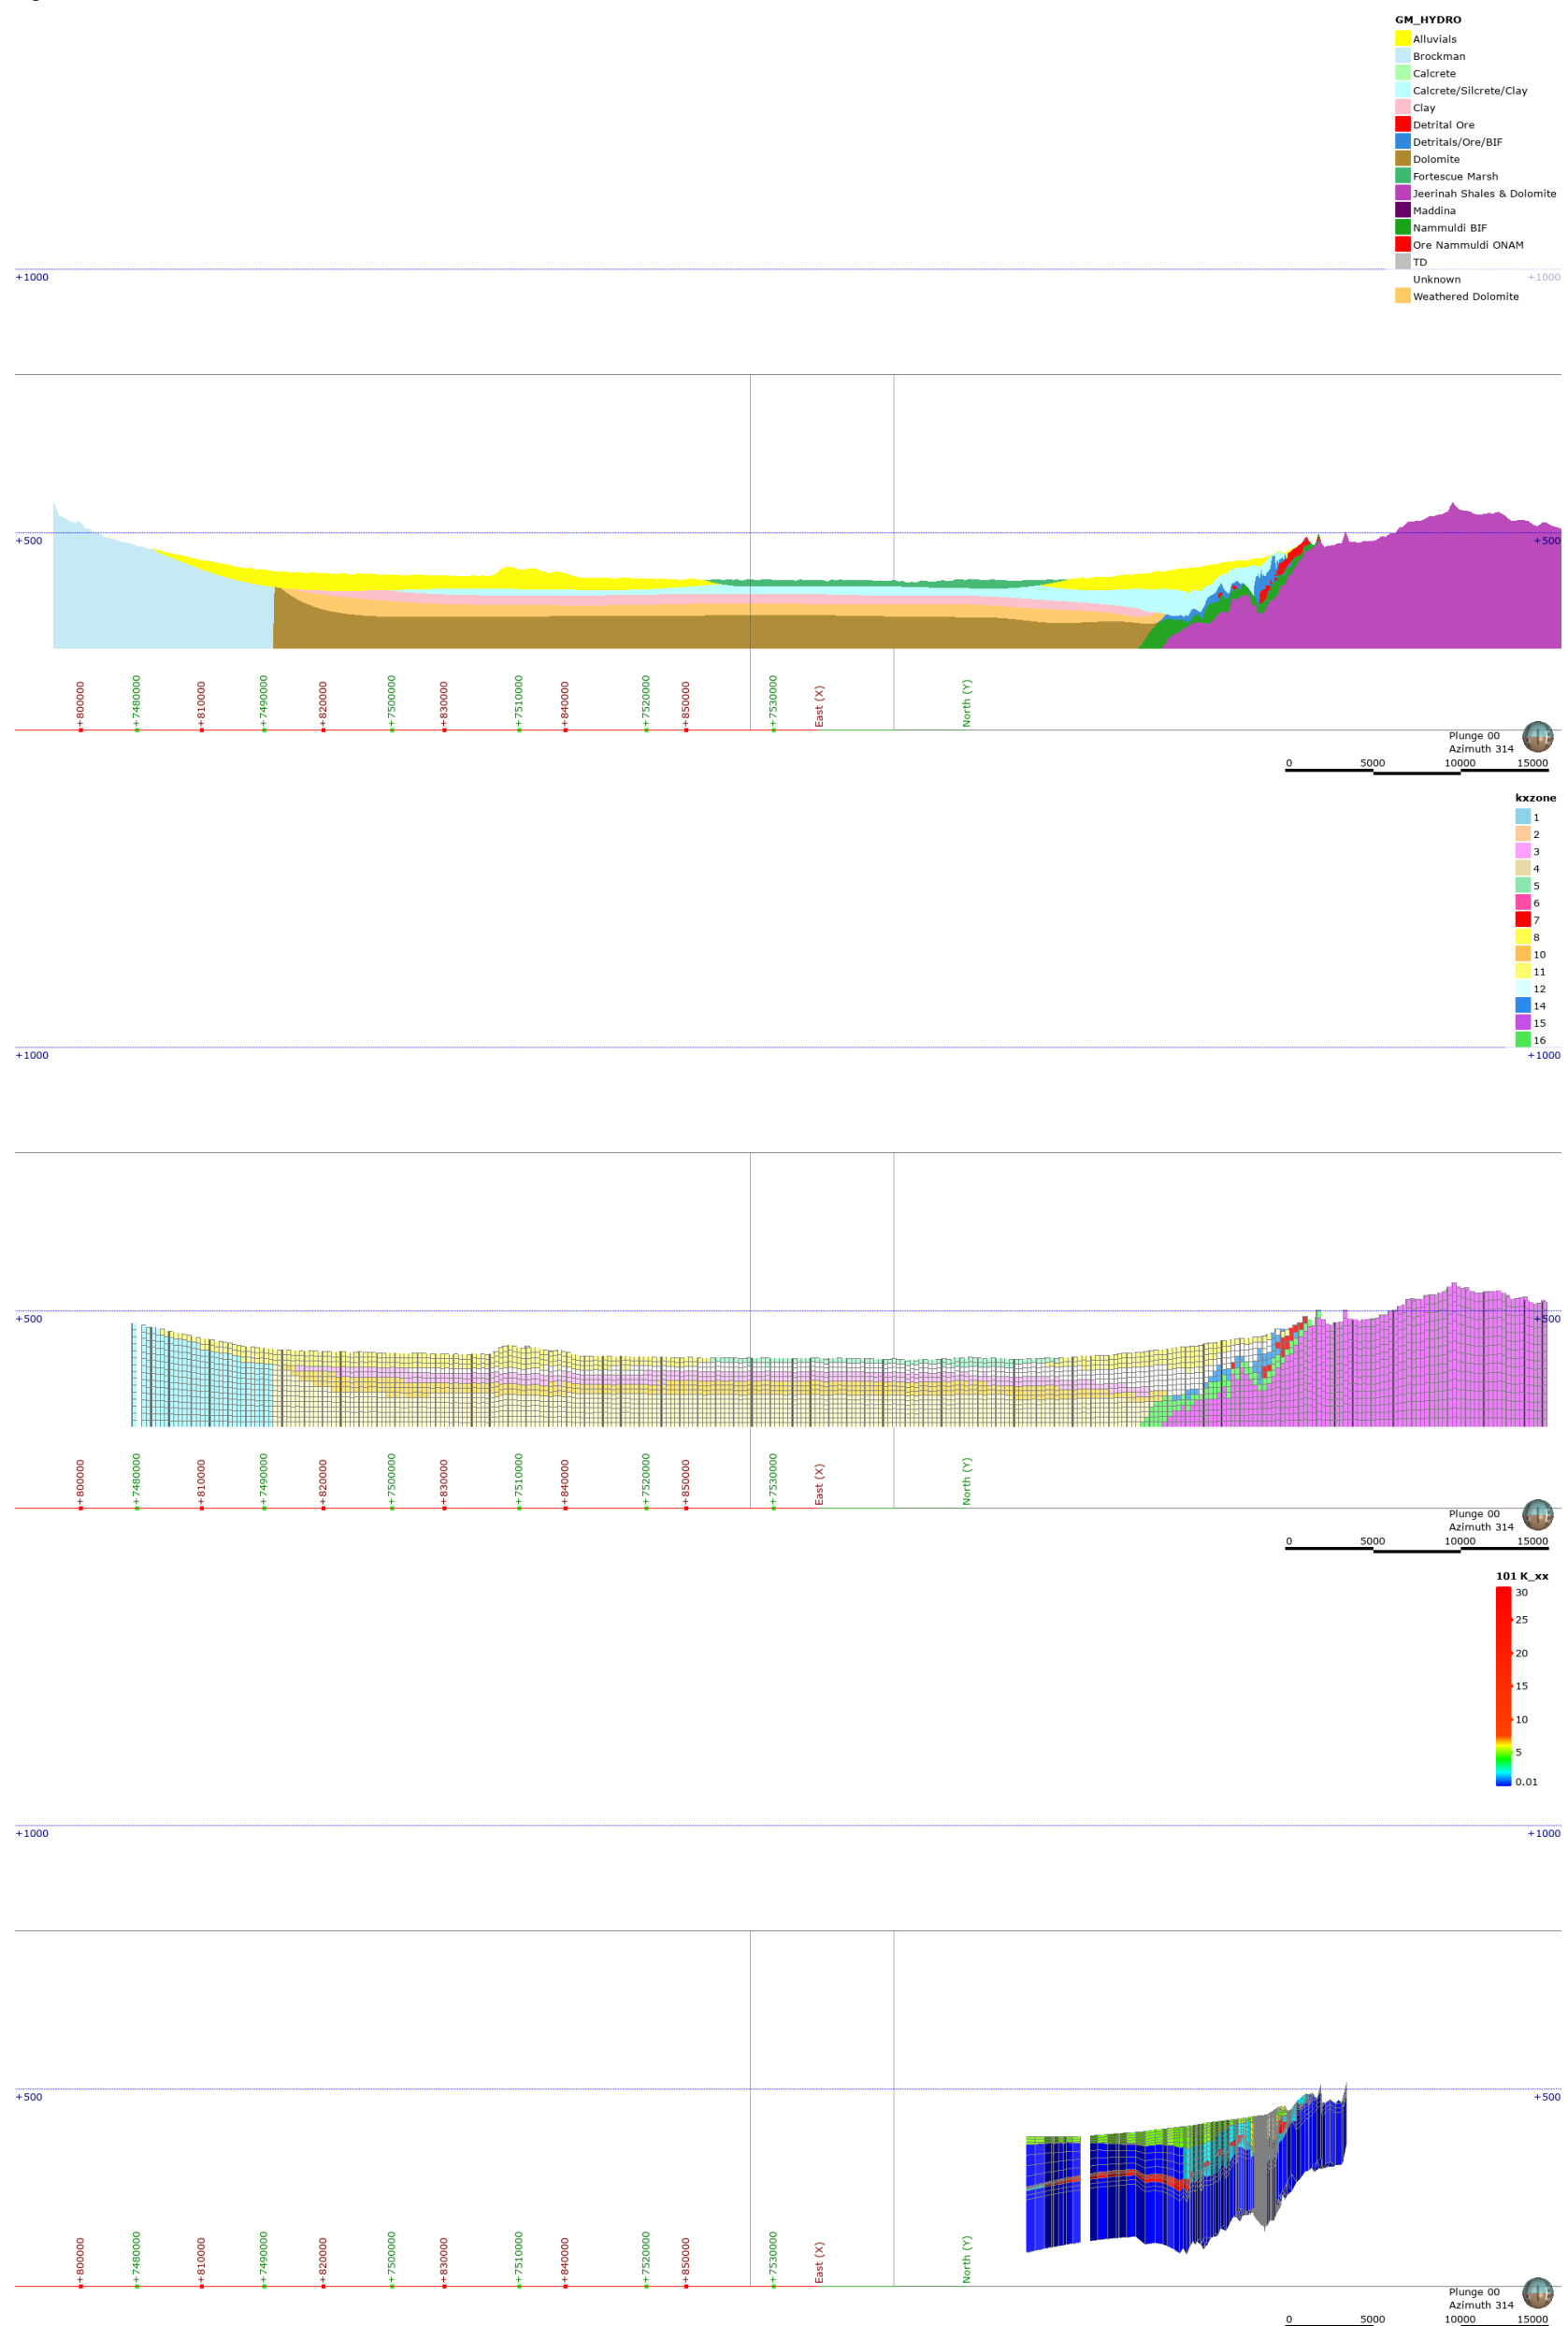 GM_HYDRO
Alluvials
Brockman
Calcrete
Calcrete/Silcrete/Clay
Clay
Detrital Ore
Detritals/Ore/BIF
Dolomite
Fortescue Marsh
Jeerinah Shales & Dolomite
Maddina
Nammuldi BIF
Ore Nammuldi ONAM
TD
Unknown
Weathered Dolomite
+1000 +1000
+500 +500
+800000 +7480000 +810000 +7490000 +820000 +7500000 +830000 +7510000 +840000 +7520000 +850000 +7530000 East (X) North (Y)
Plunge 00
Azimuth 314
0 5000 10000 15000
kxzone
1
2
3
4
5
6
7
8
10
11
12
14
15
16
+1000 +1000
+500 +500
+800000 +7480000 +810000 +7490000 +820000 +7500000 +830000 +7510000 +840000 +7520000 +850000 +7530000 East (X) North (Y)
Plunge 00
Azimuth 314
0 5000 10000 15000
101 K_xx
30
25
20
15
10
5
0.01
+1000 +1000
+500 +500
+800000 +7480000 +810000 +7490000 +820000 +7500000 +830000 +7510000 +840000 +7520000 +850000 +7530000 East (X) North (Y)
Plunge 00
Azimuth 314
0 5000 10000 15000